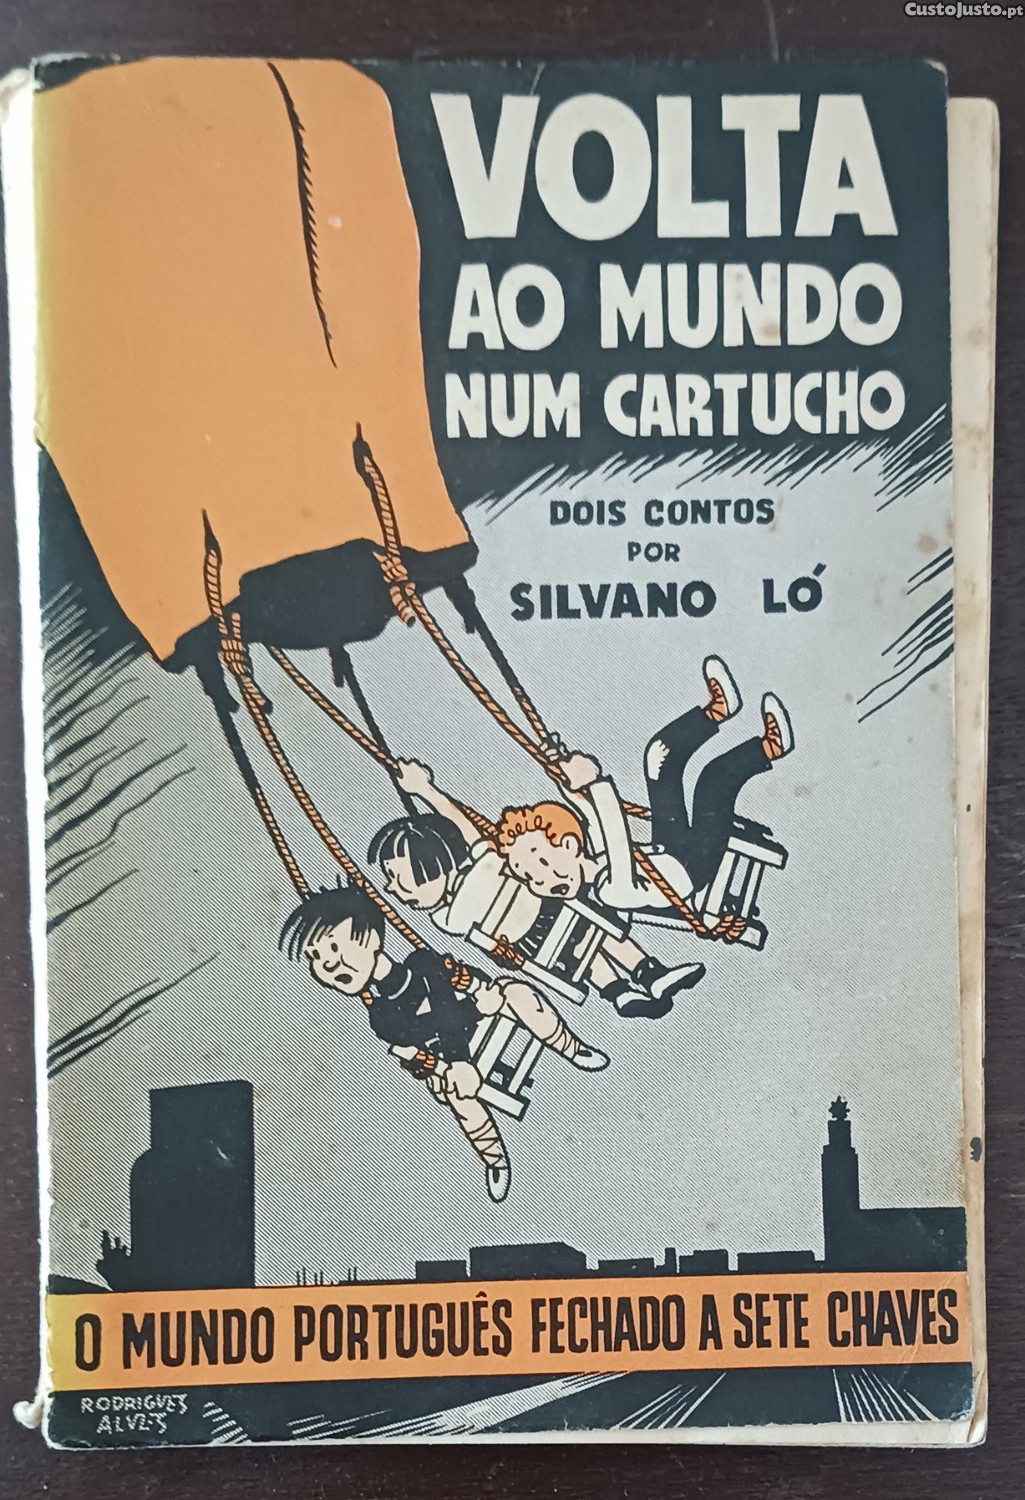 CustoJusto.pt
VOLTA
AO MUNDO
NUM CARTUCHO
DOIS CONTOS
POR
SILVANO LÓ
O MUNDO PORTUGUÊS FECHADO A SETE CHAVES
RODRIGUES
ALVES